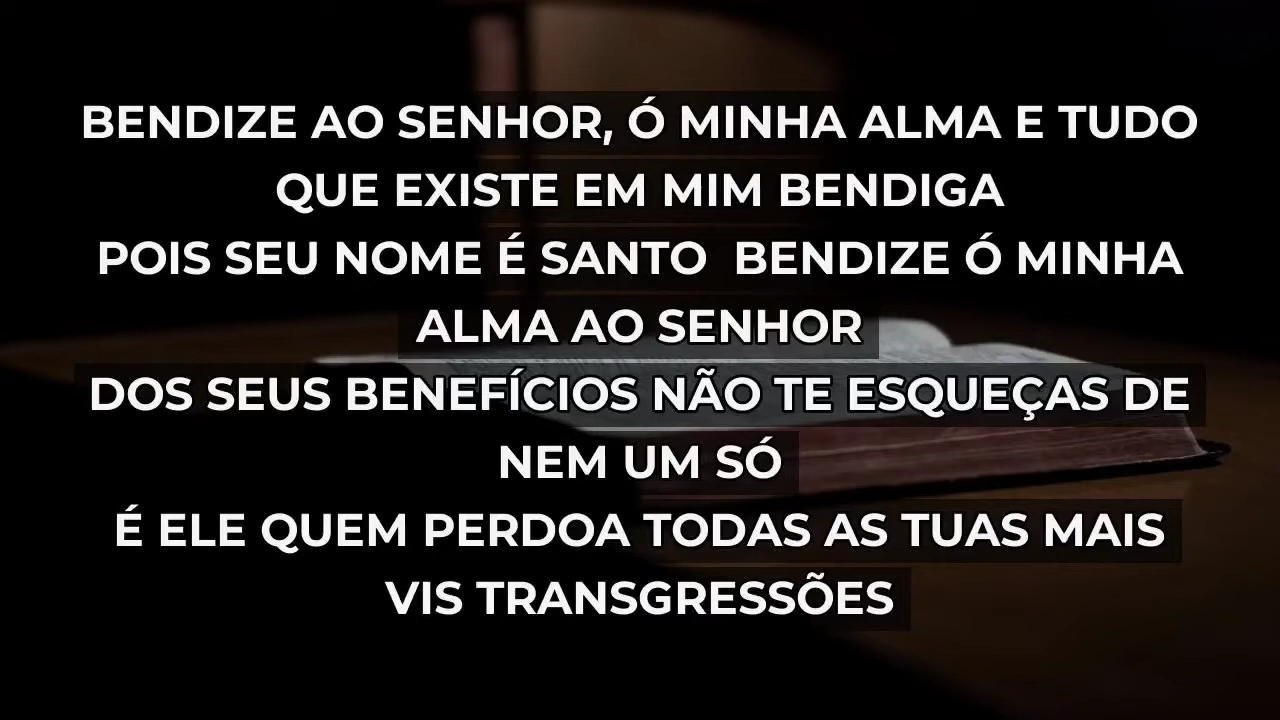 BENDIZE AO SENHOR, Ó MINHA ALMA E TUDO
QUE EXISTE EM MIM BENDIGA
POIS SEU NOME É SANTO  BENDIZE Ó MINHA
ALMA AO SENHOR
DOS SEUS BENEFÍCIOS NÃO TE ESQUEÇAS DE
NEM UM SÓ
É ELE QUEM PERDOA TODAS AS TUAS MAIS
VIS TRANSGRESSÕES